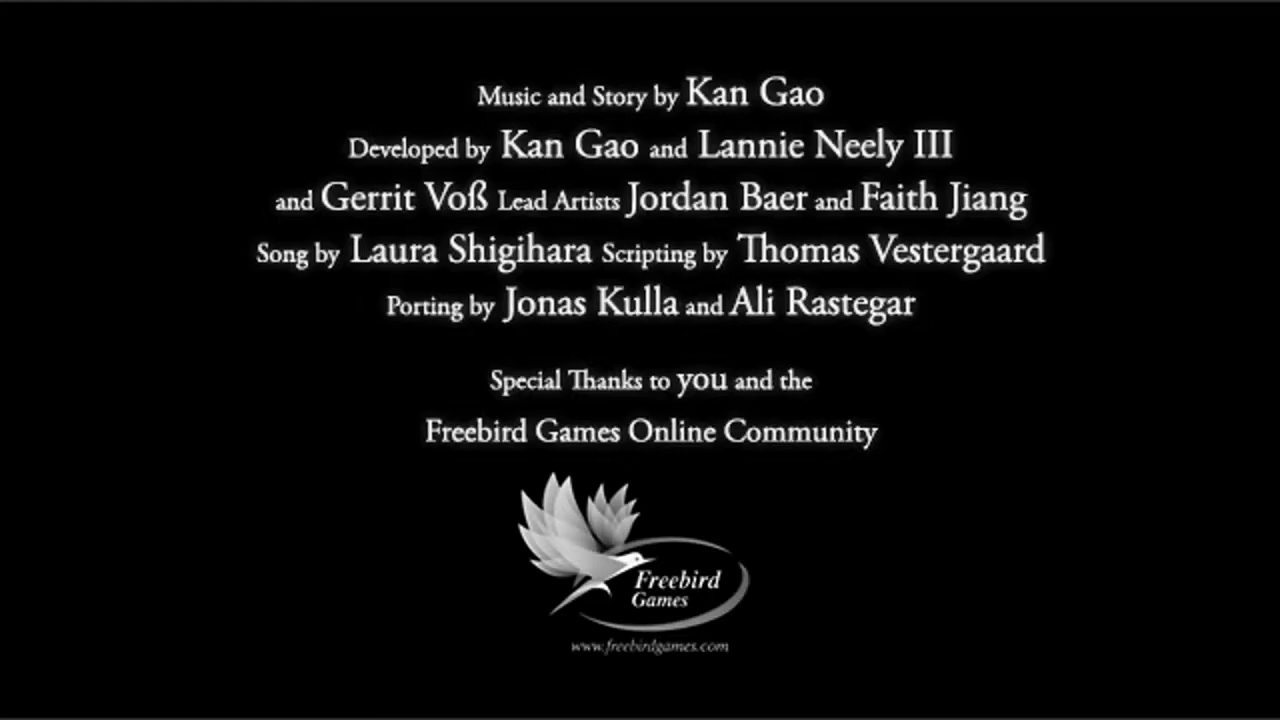 Music and Story by Kan Gao
Developed by Kan Gao and Lannie Neely III
and Gerrit Voß Lead Artists Jordan Baer and Faith Jiang
Song by Laura Shigihara Scripting by Thomas Vestergaard
Porting by Jonas Kulla and Ali Rastegar
Special Thanks to you and the
Freebird Games Online Community
Freebird
Games
www.freebirdgames.com